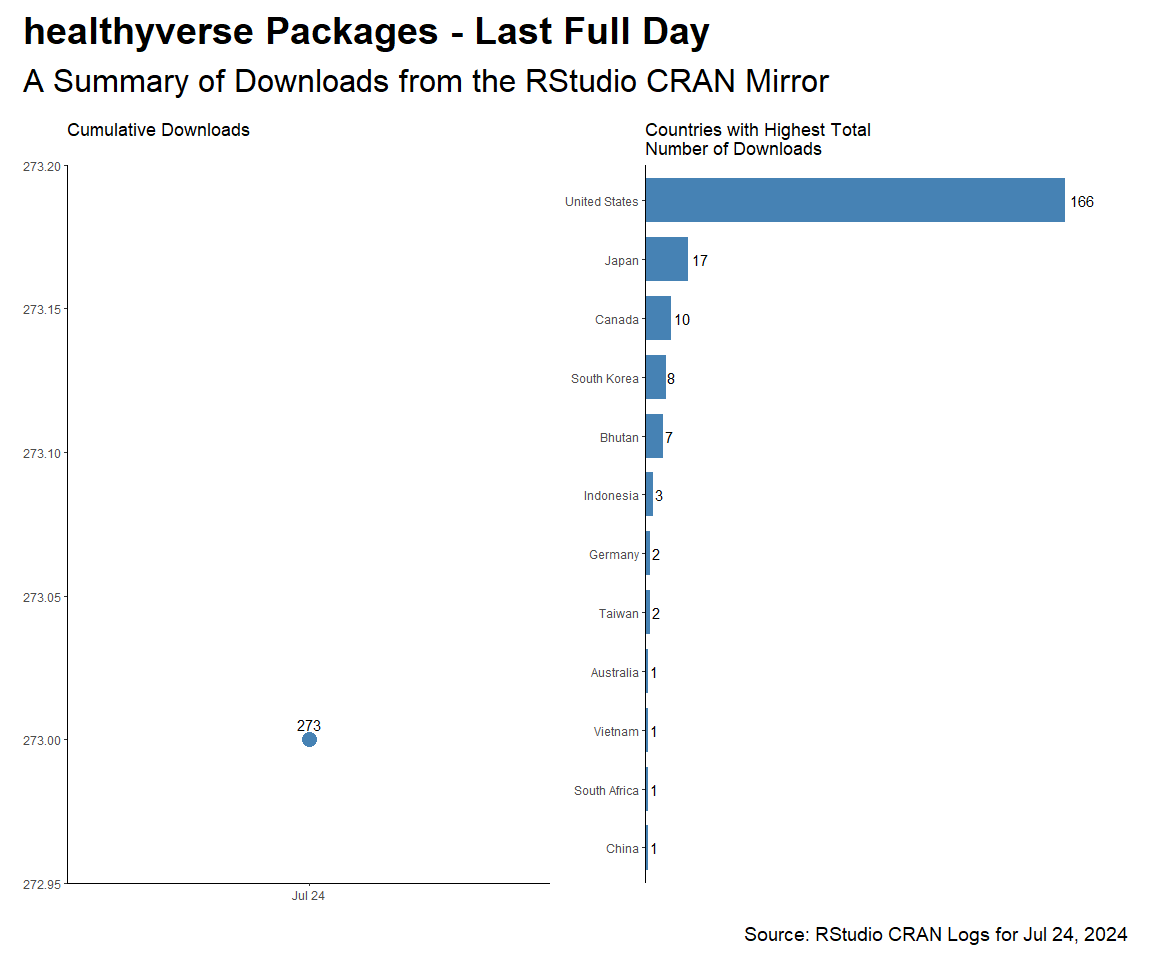 healthyverse Packages - Last Full Day
A Summary of Downloads from the RStudio CRAN Mirror
Cumulative Downloads
273.20
273.15
273.10
273.05
273.00
272.95
273
Jul 24
Countries with Highest Total
Number of Downloads
United States 166
Japan 17
Canada 10
South Korea 8
Bhutan 7
Indonesia 3
Germany 2
Taiwan 2
Australia 1
Vietnam 1
South Africa 1
China 1
Source: RStudio CRAN Logs for Jul 24, 2024